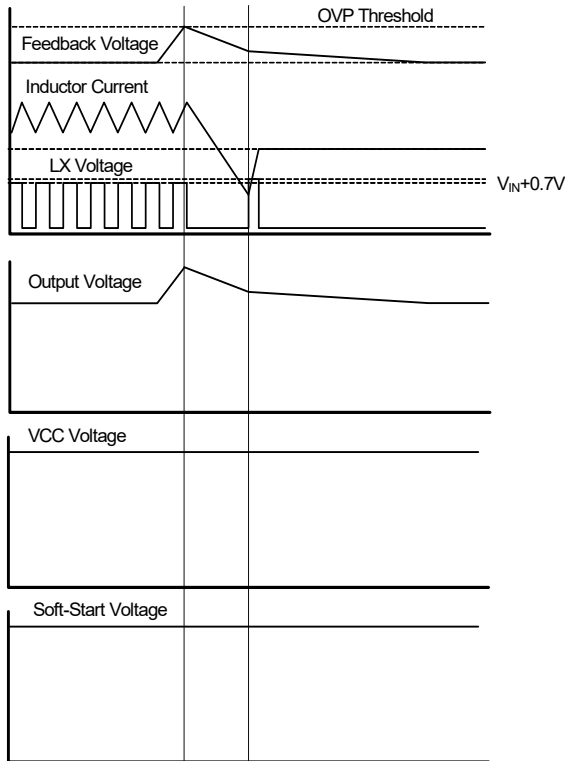 OVP Threshold
Feedback Voltage
Inductor Current
LX Voltage
VIN+0.7V
Output Voltage
VCC Voltage
Soft-Start Voltage